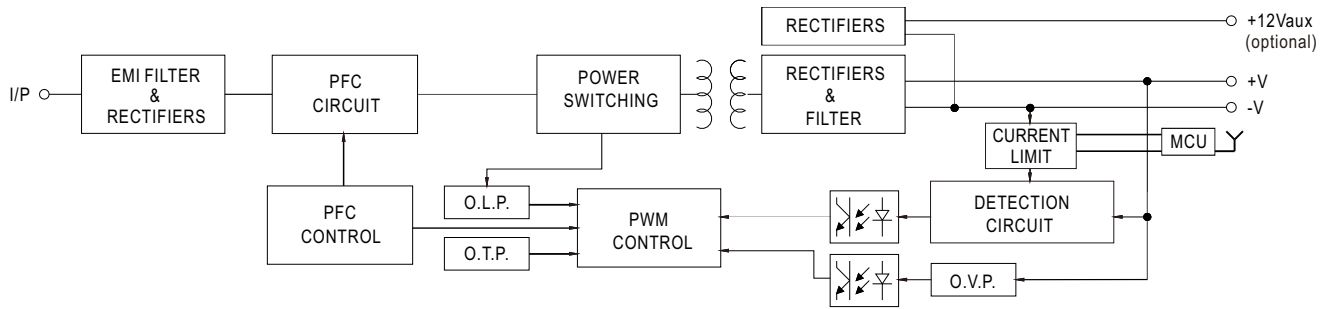 RECTIFIERS
+12Vaux
(optional)
I/P
EMI FILTER
&
RECTIFIERS
PFC
CIRCUIT
POWER
SWITCHING
RECTIFIERS
&
FILTER
+V
-V
CURRENT
LIMIT
MCU
PFC
CONTROL
O.L.P.
O.T.P.
PWM
CONTROL
DETECTION
CIRCUIT
O.V.P.